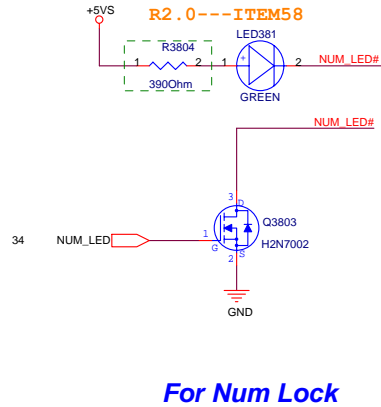 R2.0---ITEM58
+5VS
R3804
LED381
1 2 1 + 2 NUM_LED#
390Ohm GREEN
NUM_LED#
3 D
Q3803
34 NUM_LED 1 G
H2N7002
2 S
GND
For Num Lock